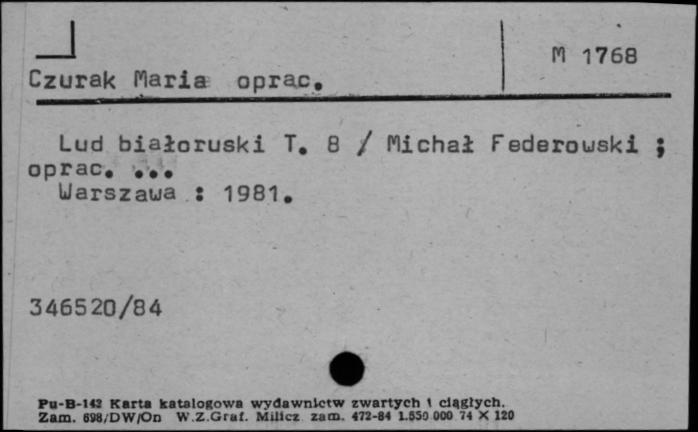 M 1768
Czurak Maria oprac.
Lud białoruski T. 8 / Michał Federowski ;
oprac. ...
Warszawa : 1981.
346520/84
Pu-B-142 Karta katalogowa wydawnictw zwartych i ciągłych.
Zam. 698/DW/On W.Z.Graf. Milicz zam. 472-84 1.550 000 74 X 120